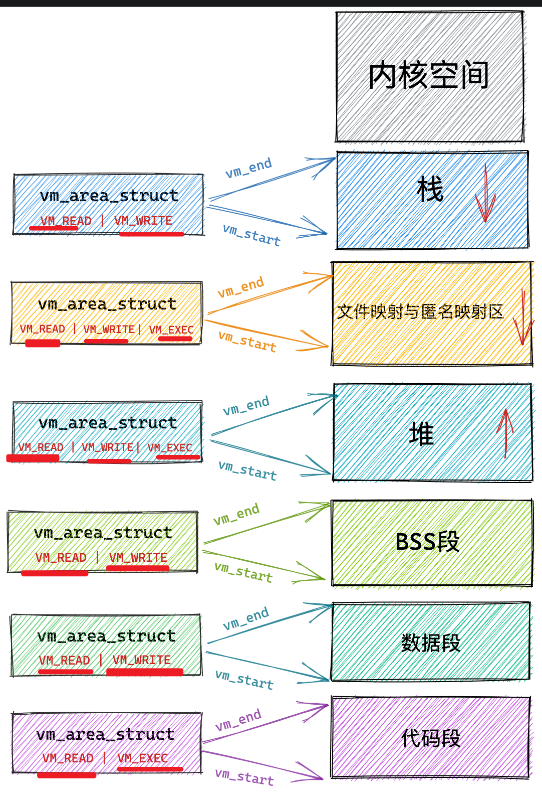 内核空间
vm_area_struct
VM_READ | VM_WRITE
vm_end
vm_start
栈
vm_area_struct
VM_READ | VM_WRITE| VM_EXEC
vm_end
vm_start
文件映射与匿名映射区
vm_area_struct
VM_READ | VM_WRITE | VM_EXEC
vm_end
vm_start
堆
vm_area_struct
VM_READ | VM_WRITE
vm_end
vm_start
BSS段
vm_area_struct
VM_READ | VM_WRITE
vm_end
vm_start
数据段
vm_area_struct
VM_READ | VM_EXEC
vm_end
vm_start
代码段